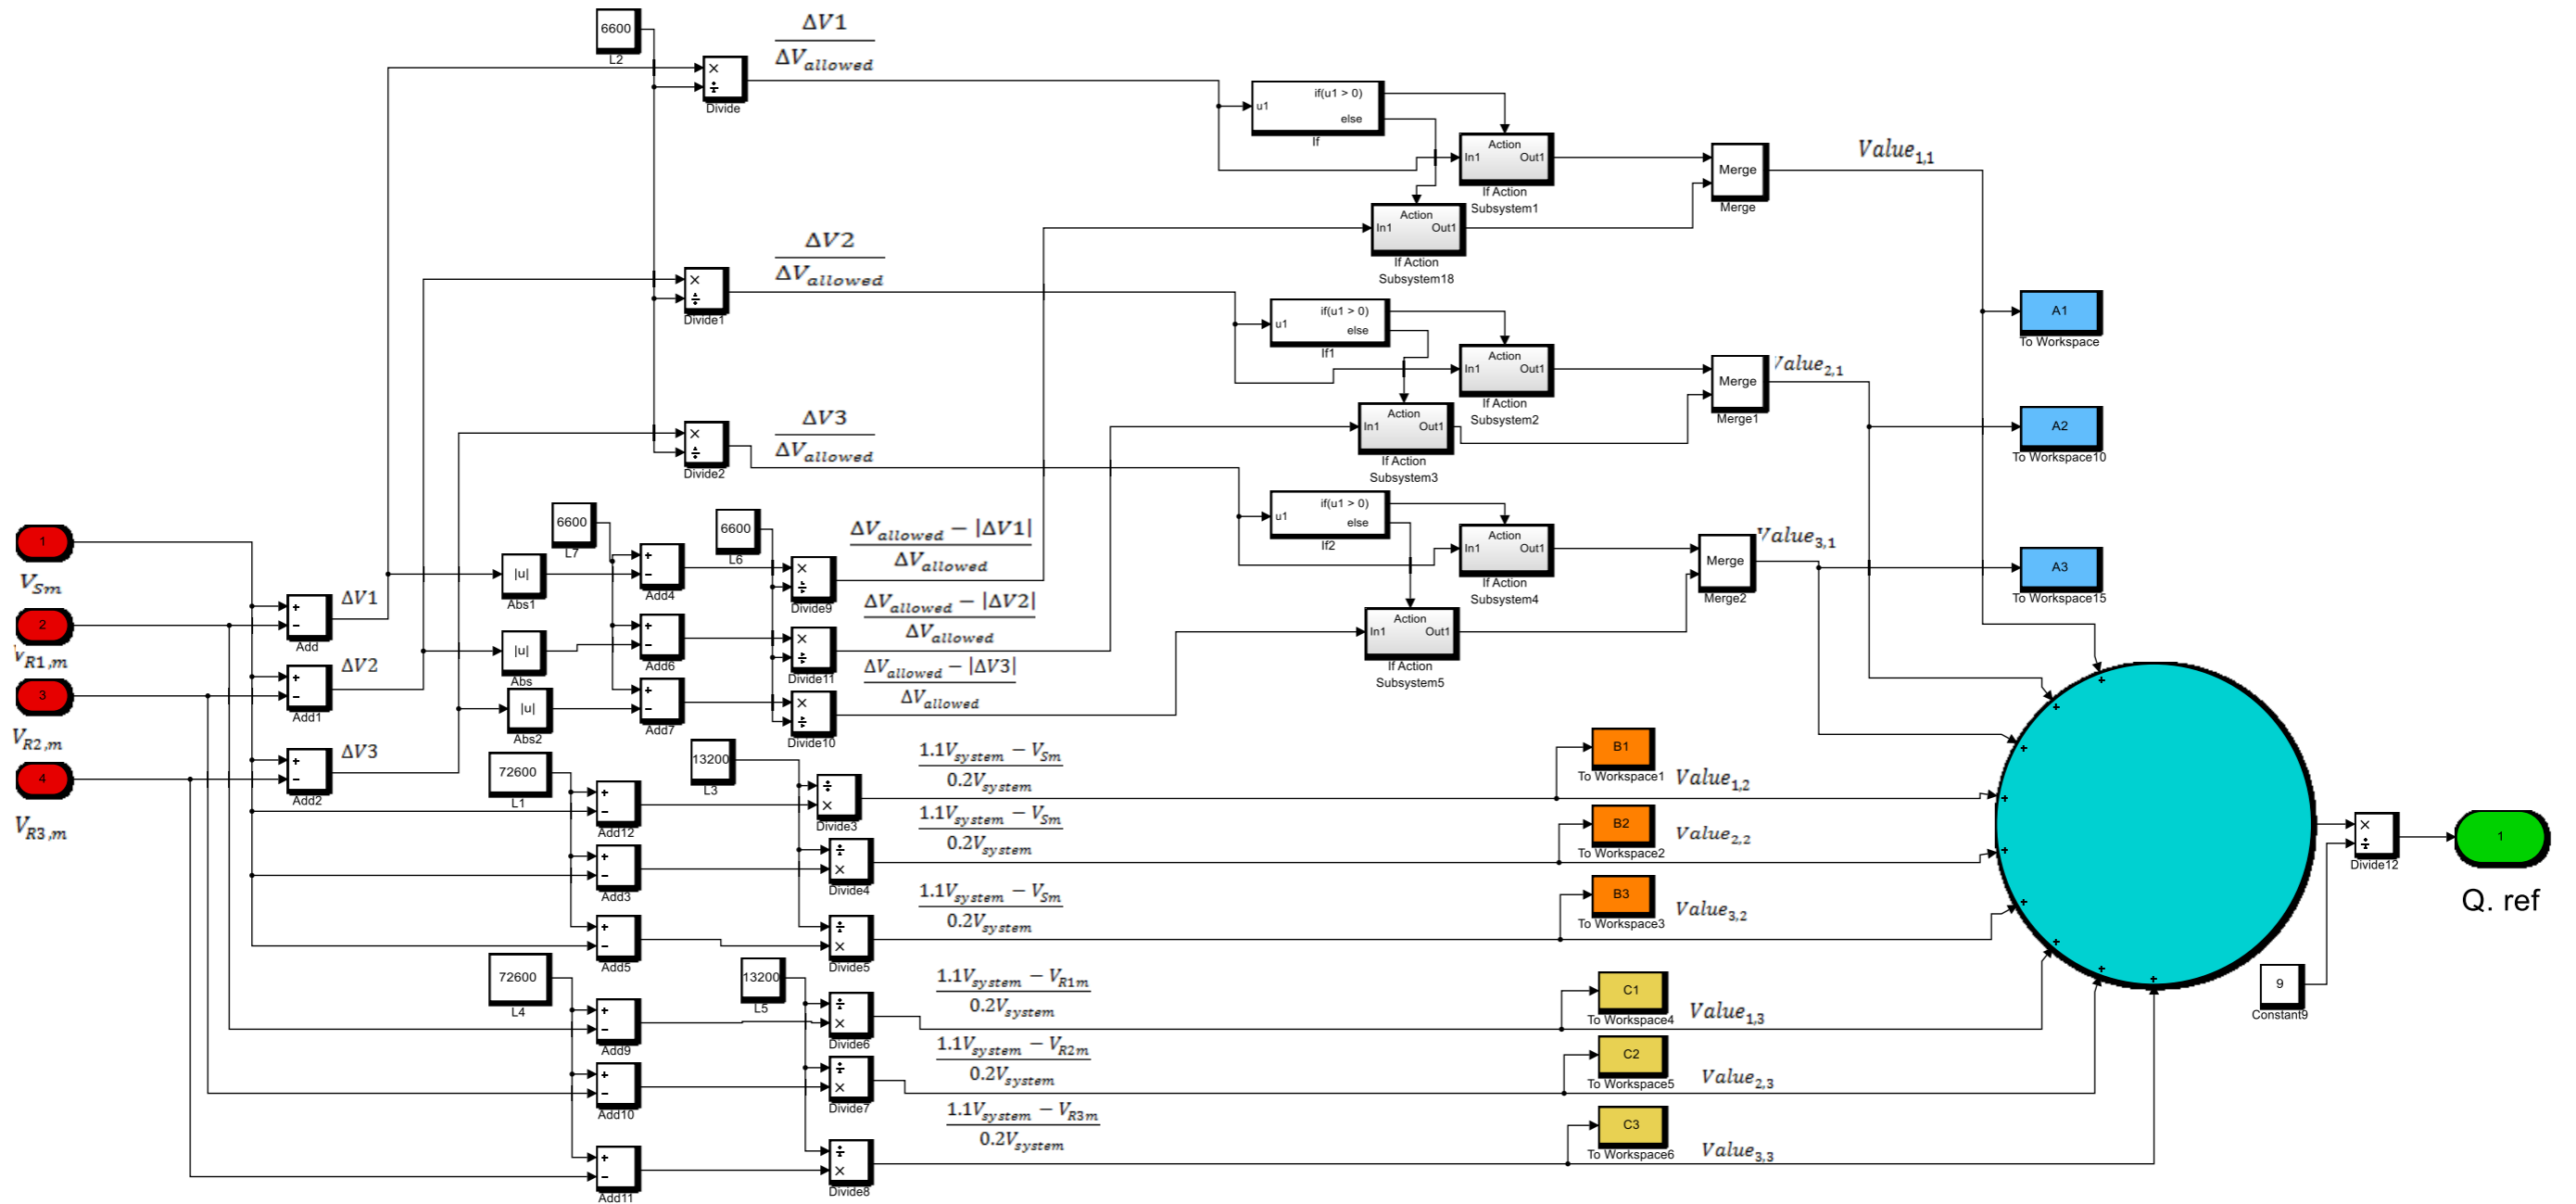 6600
L2
ΔV1
ΔV_allowed
×
÷
Divide
u1
if(u1 > 0)
else
If
Action
In1
Out1
If Action
Subsystem1
Action
In1
Out1
If Action
Subsystem18
Merge
Merge
Value_1,1
ΔV2
ΔV_allowed
×
÷
Divide1
u1
if(u1 > 0)
else
If1
Action
In1
Out1
If Action
Subsystem2
Action
In1
Out1
If Action
Subsystem3
Merge
Merge1
Value_2,1
A1
To Workspace
A2
To Workspace10
A3
To Workspace15
ΔV3
ΔV_allowed
×
÷
Divide2
u1
if(u1 > 0)
else
If2
Action
In1
Out1
If Action
Subsystem4
Action
In1
Out1
If Action
Subsystem5
Merge
Merge2
Value_3,1
1
V_Sm
2
V_R1,m
3
V_R2,m
4
V_R3,m
+
−
Add
ΔV1
+
−
Add1
ΔV2
+
−
Add2
ΔV3
|u|
Abs1
|u|
Abs
|u|
Abs2
6600
L7
+
−
Add4
+
−
Add6
+
−
Add7
6600
L6
×
÷
Divide9
×
÷
Divide11
×
÷
Divide10
ΔV_allowed − |ΔV1|
ΔV_allowed
ΔV_allowed − |ΔV2|
ΔV_allowed
ΔV_allowed − |ΔV3|
ΔV_allowed
72600
L1
+
−
Add12
+
−
Add3
+
−
Add5
13200
L3
÷
×
Divide3
÷
×
Divide4
÷
×
Divide5
1.1V_system − V_Sm
0.2V_system
1.1V_system − V_Sm
0.2V_system
1.1V_system − V_Sm
0.2V_system
B1
To Workspace1
Value_1,2
B2
To Workspace2
Value_2,2
B3
To Workspace3
Value_3,2
72600
L4
+
−
Add9
+
−
Add10
+
−
Add11
13200
L5
÷
×
Divide6
÷
×
Divide7
÷
×
Divide8
1.1V_system − V_R1m
0.2V_system
1.1V_system − V_R2m
0.2V_system
1.1V_system − V_R3m
0.2V_system
C1
To Workspace4
Value_1,3
C2
To Workspace5
Value_2,3
C3
To Workspace6
Value_3,3
+
+
+
+
+
+
+
+
+
9
Constant9
×
÷
Divide12
1
Q. ref